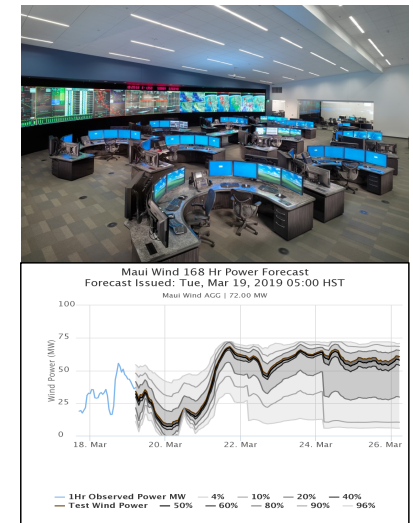 Maui Wind 168 Hr Power Forecast
Forecast Issued: Tue, Mar 19, 2019 05:00 HST
Maui Wind AGG | 72.00 MW
Wind Power (MW)
100
75
50
25
0
18. Mar
20. Mar
22. Mar
24. Mar
26. Mar
1Hr Observed Power MW
4%
10%
20%
40%
Test Wind Power
50%
60%
80%
90%
96%